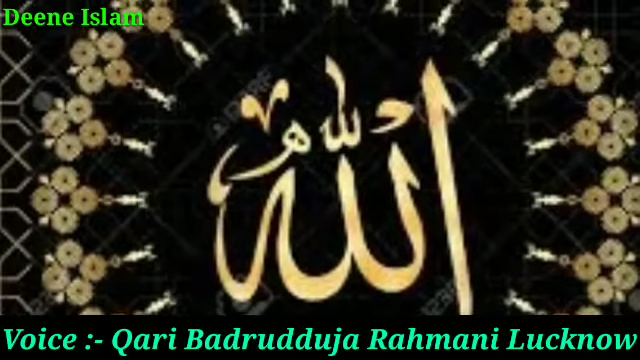 Deene Islam
الله
Voice :- Qari Badrudduja Rahmani Lucknow